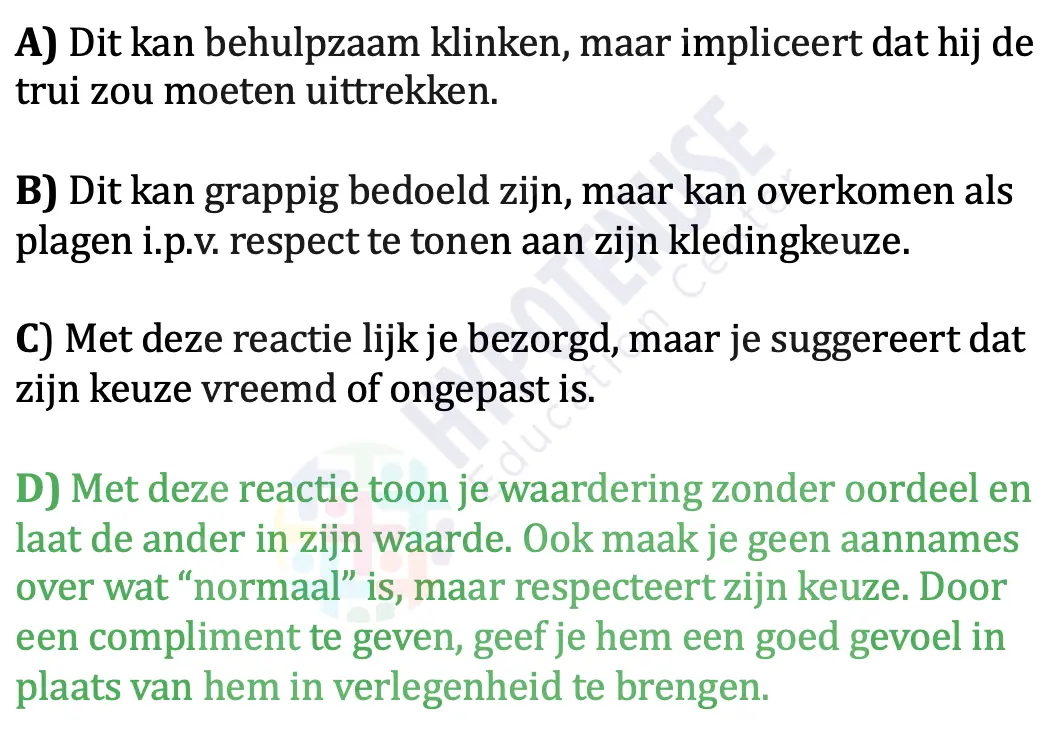 A) Dit kan behulpzaam klinken, maar impliceert dat hij de
trui zou moeten uittrekken.
B) Dit kan grappig bedoeld zijn, maar kan overkomen als
plagen i.p.v. respect te tonen aan zijn kledingkeuze.
C) Met deze reactie lijk je bezorgd, maar je suggereert dat
zijn keuze vreemd of ongepast is.
D) Met deze reactie toon je waardering zonder oordeel en
laat de ander in zijn waarde. Ook maak je geen aannames
over wat “normaal” is, maar respecteert zijn keuze. Door
een compliment te geven, geef je hem een goed gevoel in
plaats van hem in verlegenheid te brengen.
HYPOTENUSE
Education Center